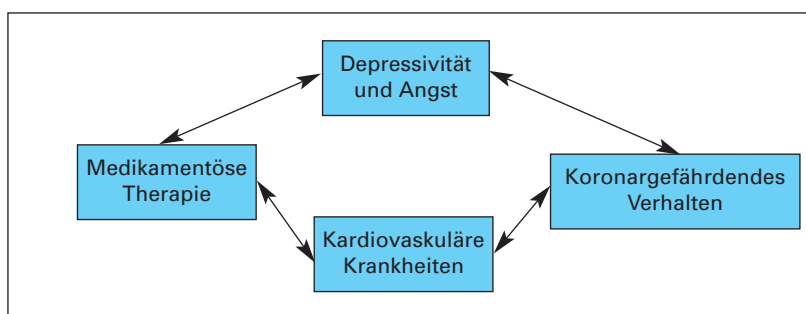 Depressivität
und Angst
Medikamentöse
Therapie
Koronargefährdendes
Verhalten
Kardiovaskuläre
Krankheiten